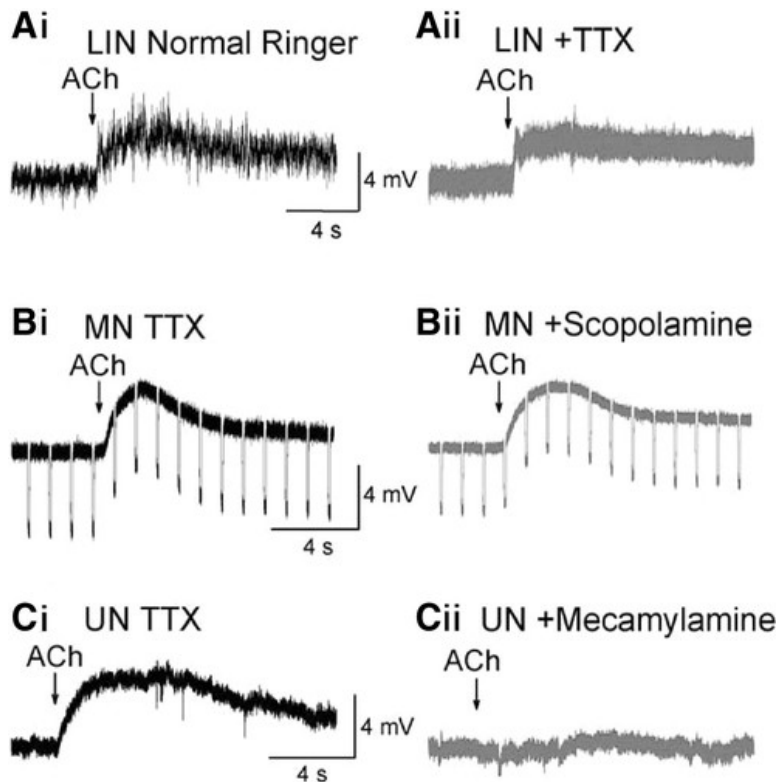 Ai LIN Normal Ringer
ACh
4 mV
4 s
Aii LIN +TTX
ACh
Bi MN TTX
ACh
4 mV
4 s
Bii MN +Scopolamine
ACh
Ci UN TTX
ACh
4 mV
4 s
Cii UN +Mecamylamine
ACh